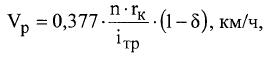 Vр = 0,377 · (n · rк / iтр) · (1 – δ), км/ч,